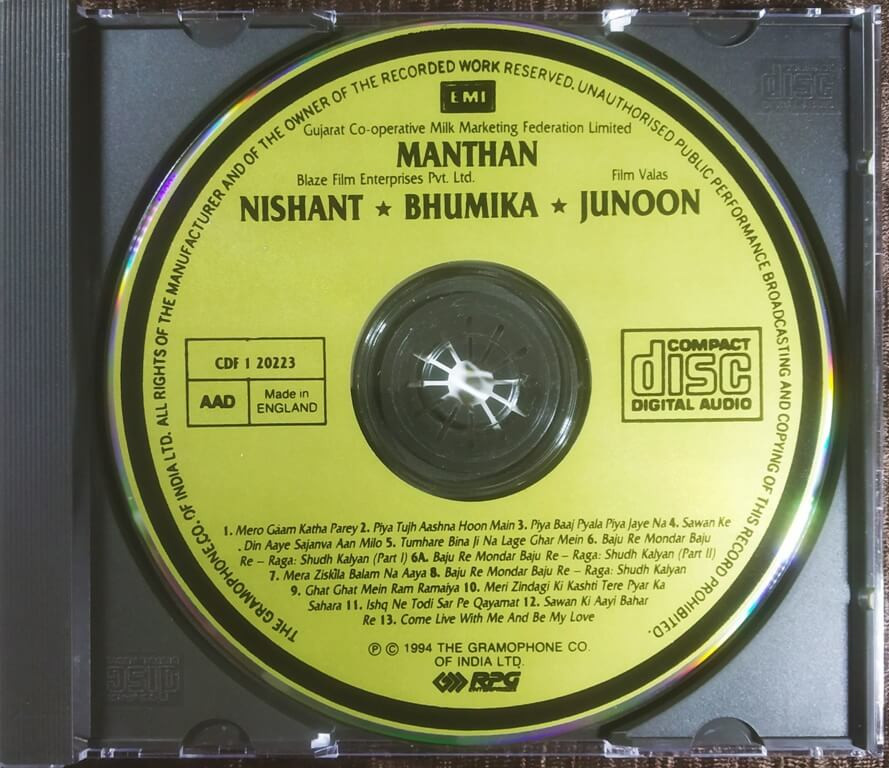 THE GRAMOPHONE CO. OF INDIA LTD. ALL RIGHTS OF THE MANUFACTURER AND OF THE OWNER OF THE RECORDED WORK RESERVED. UNAUTHORISED PUBLIC PERFORMANCE BROADCASTING AND COPYING OF THIS RECORD PROHIBITED.
EMI
Gujarat Co-operative Milk Marketing Federation Limited
MANTHAN
Blaze Film Enterprises Pvt. Ltd. Film Valas
NISHANT ★ BHUMIKA ★ JUNOON
CDF 1 20223
AAD
Made in
ENGLAND
COMPACT
disc
DIGITAL AUDIO
1. Mero Gaam Katha Parey 2. Piya Tujh Aashna Hoon Main 3. Piya Baaj Pyala Piya Jaye Na 4. Sawan Ke
Din Aaye Sajanva Aan Milo 5. Tumhare Bina Ji Na Lage Ghar Mein 6. Baju Re Mondar Baju
Re – Raga: Shudh Kalyan (Part I) 6A. Baju Re Mondar Baju Re – Raga: Shudh Kalyan (Part II)
7. Mera Ziskila Balam Na Aaya 8. Baju Re Mondar Baju Re – Raga: Shudh Kalyan
9. Ghat Ghat Mein Ram Ramaiya 10. Meri Zindagi Ki Kashti Tere Pyar Ka
Sahara 11. Ishq Ne Todi Sar Pe Qayamat 12. Sawan Ki Aayi Bahar
Re 13. Come Live With Me And Be My Love
Ⓟ © 1994 THE GRAMOPHONE CO.
OF INDIA LTD.
RPG
disc
disc